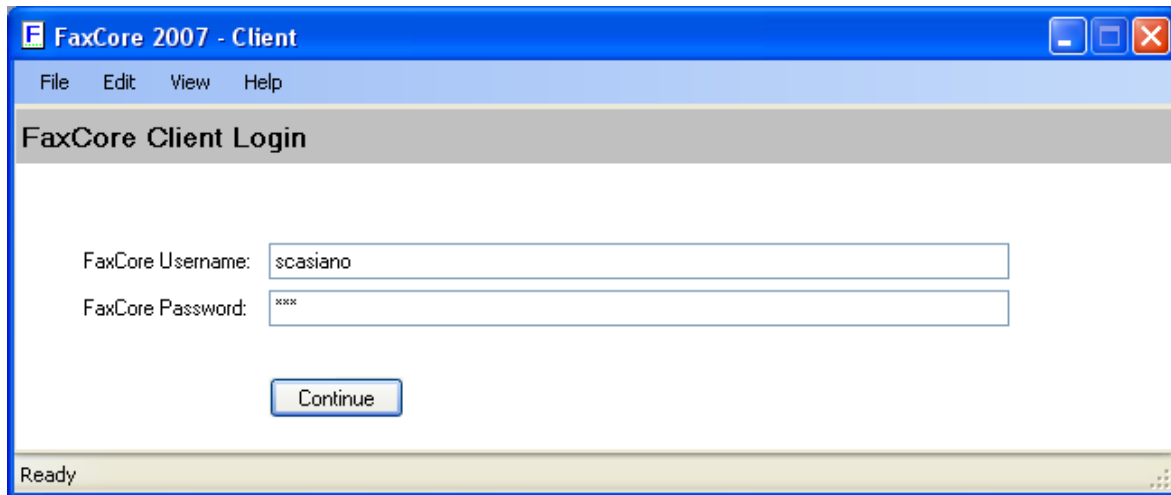 FaxCore 2007 - Client
File Edit View Help
FaxCore Client Login
FaxCore Username: scasiano
FaxCore Password: ***
Continue
Ready